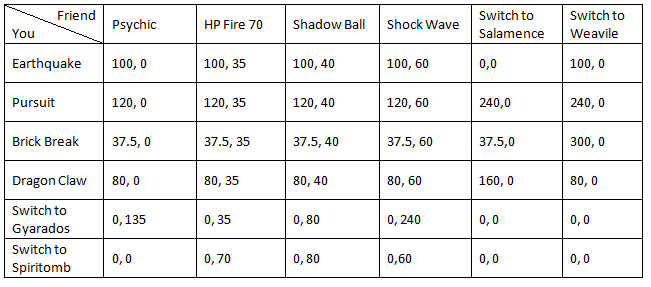 Friend
You
Psychic
HP Fire 70
Shadow Ball
Shock Wave
Switch to
Salamence
Switch to
Weavile
Earthquake 100, 0 100, 35 100, 40 100, 60 0,0 100, 0
Pursuit 120, 0 120, 35 120, 40 120, 60 240,0 240, 0
Brick Break 37.5, 0 37.5, 35 37.5, 40 37.5, 60 37.5,0 300, 0
Dragon Claw 80, 0 80, 35 80, 40 80, 60 160, 0 80, 0
Switch to
Gyarados 0, 135 0, 35 0, 80 0, 240 0, 0 0, 0
Switch to
Spiritomb 0, 0 0, 70 0, 80 0,60 0, 0 0, 0